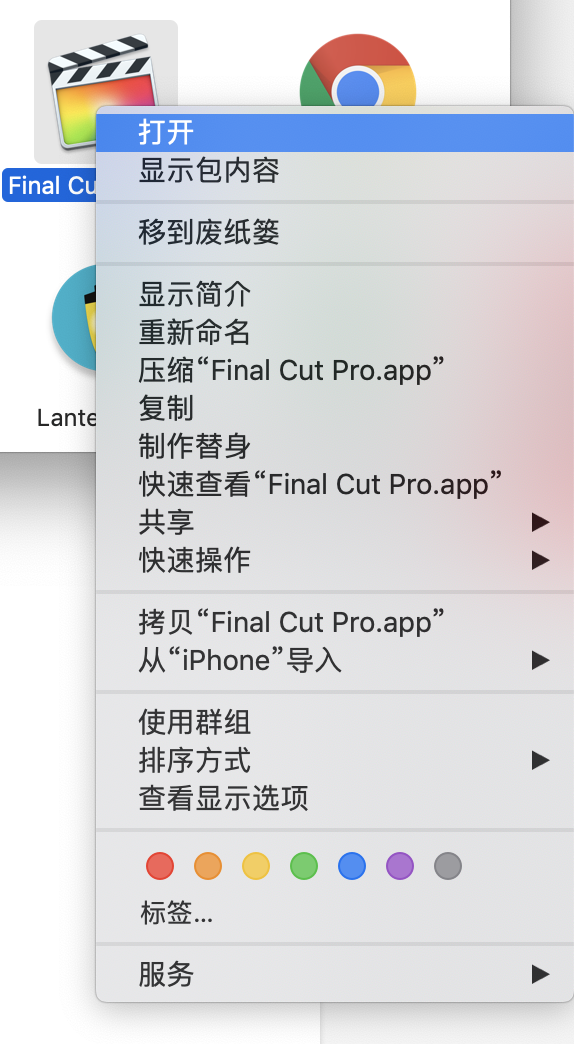 打开
显示包内容
Final Cu
移到废纸篓
显示简介
重新命名
压缩“Final Cut Pro.app”
复制
Lante
制作替身
快速查看“Final Cut Pro.app”
共享
快速操作
拷贝“Final Cut Pro.app”
从“iPhone”导入
使用群组
排序方式
查看显示选项
标签...
服务